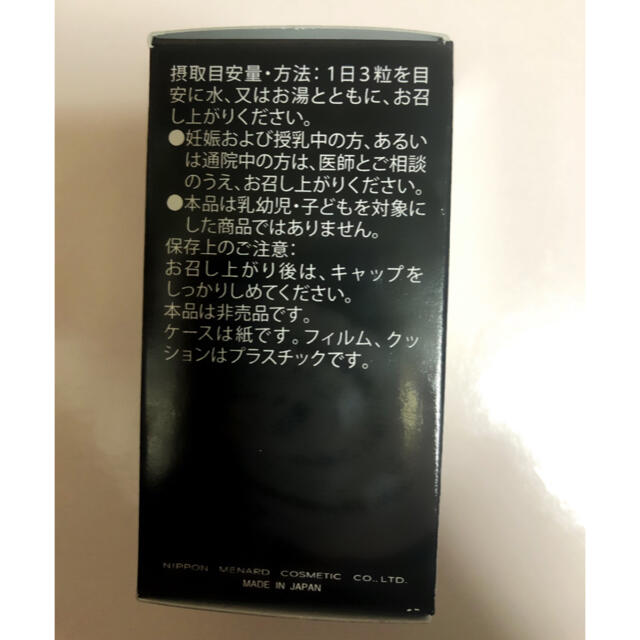 摂取目安量・方法：1日3粒を目
安に水、又はお湯とともに、お召
し上がりください。
●妊娠および授乳中の方、あるい
は通院中の方は、医師とご相談
のうえ、お召し上がりください。
●本品は乳幼児・子どもを対象に
した商品ではありません。
保存上のご注意：
お召し上がり後は、キャップを
しっかりしめてください。
本品は非売品です。
ケースは紙です。フィルム、クッ
ションはプラスチックです。
NIPPON MENARD COSMETIC CO.,LTD.
MADE IN JAPAN